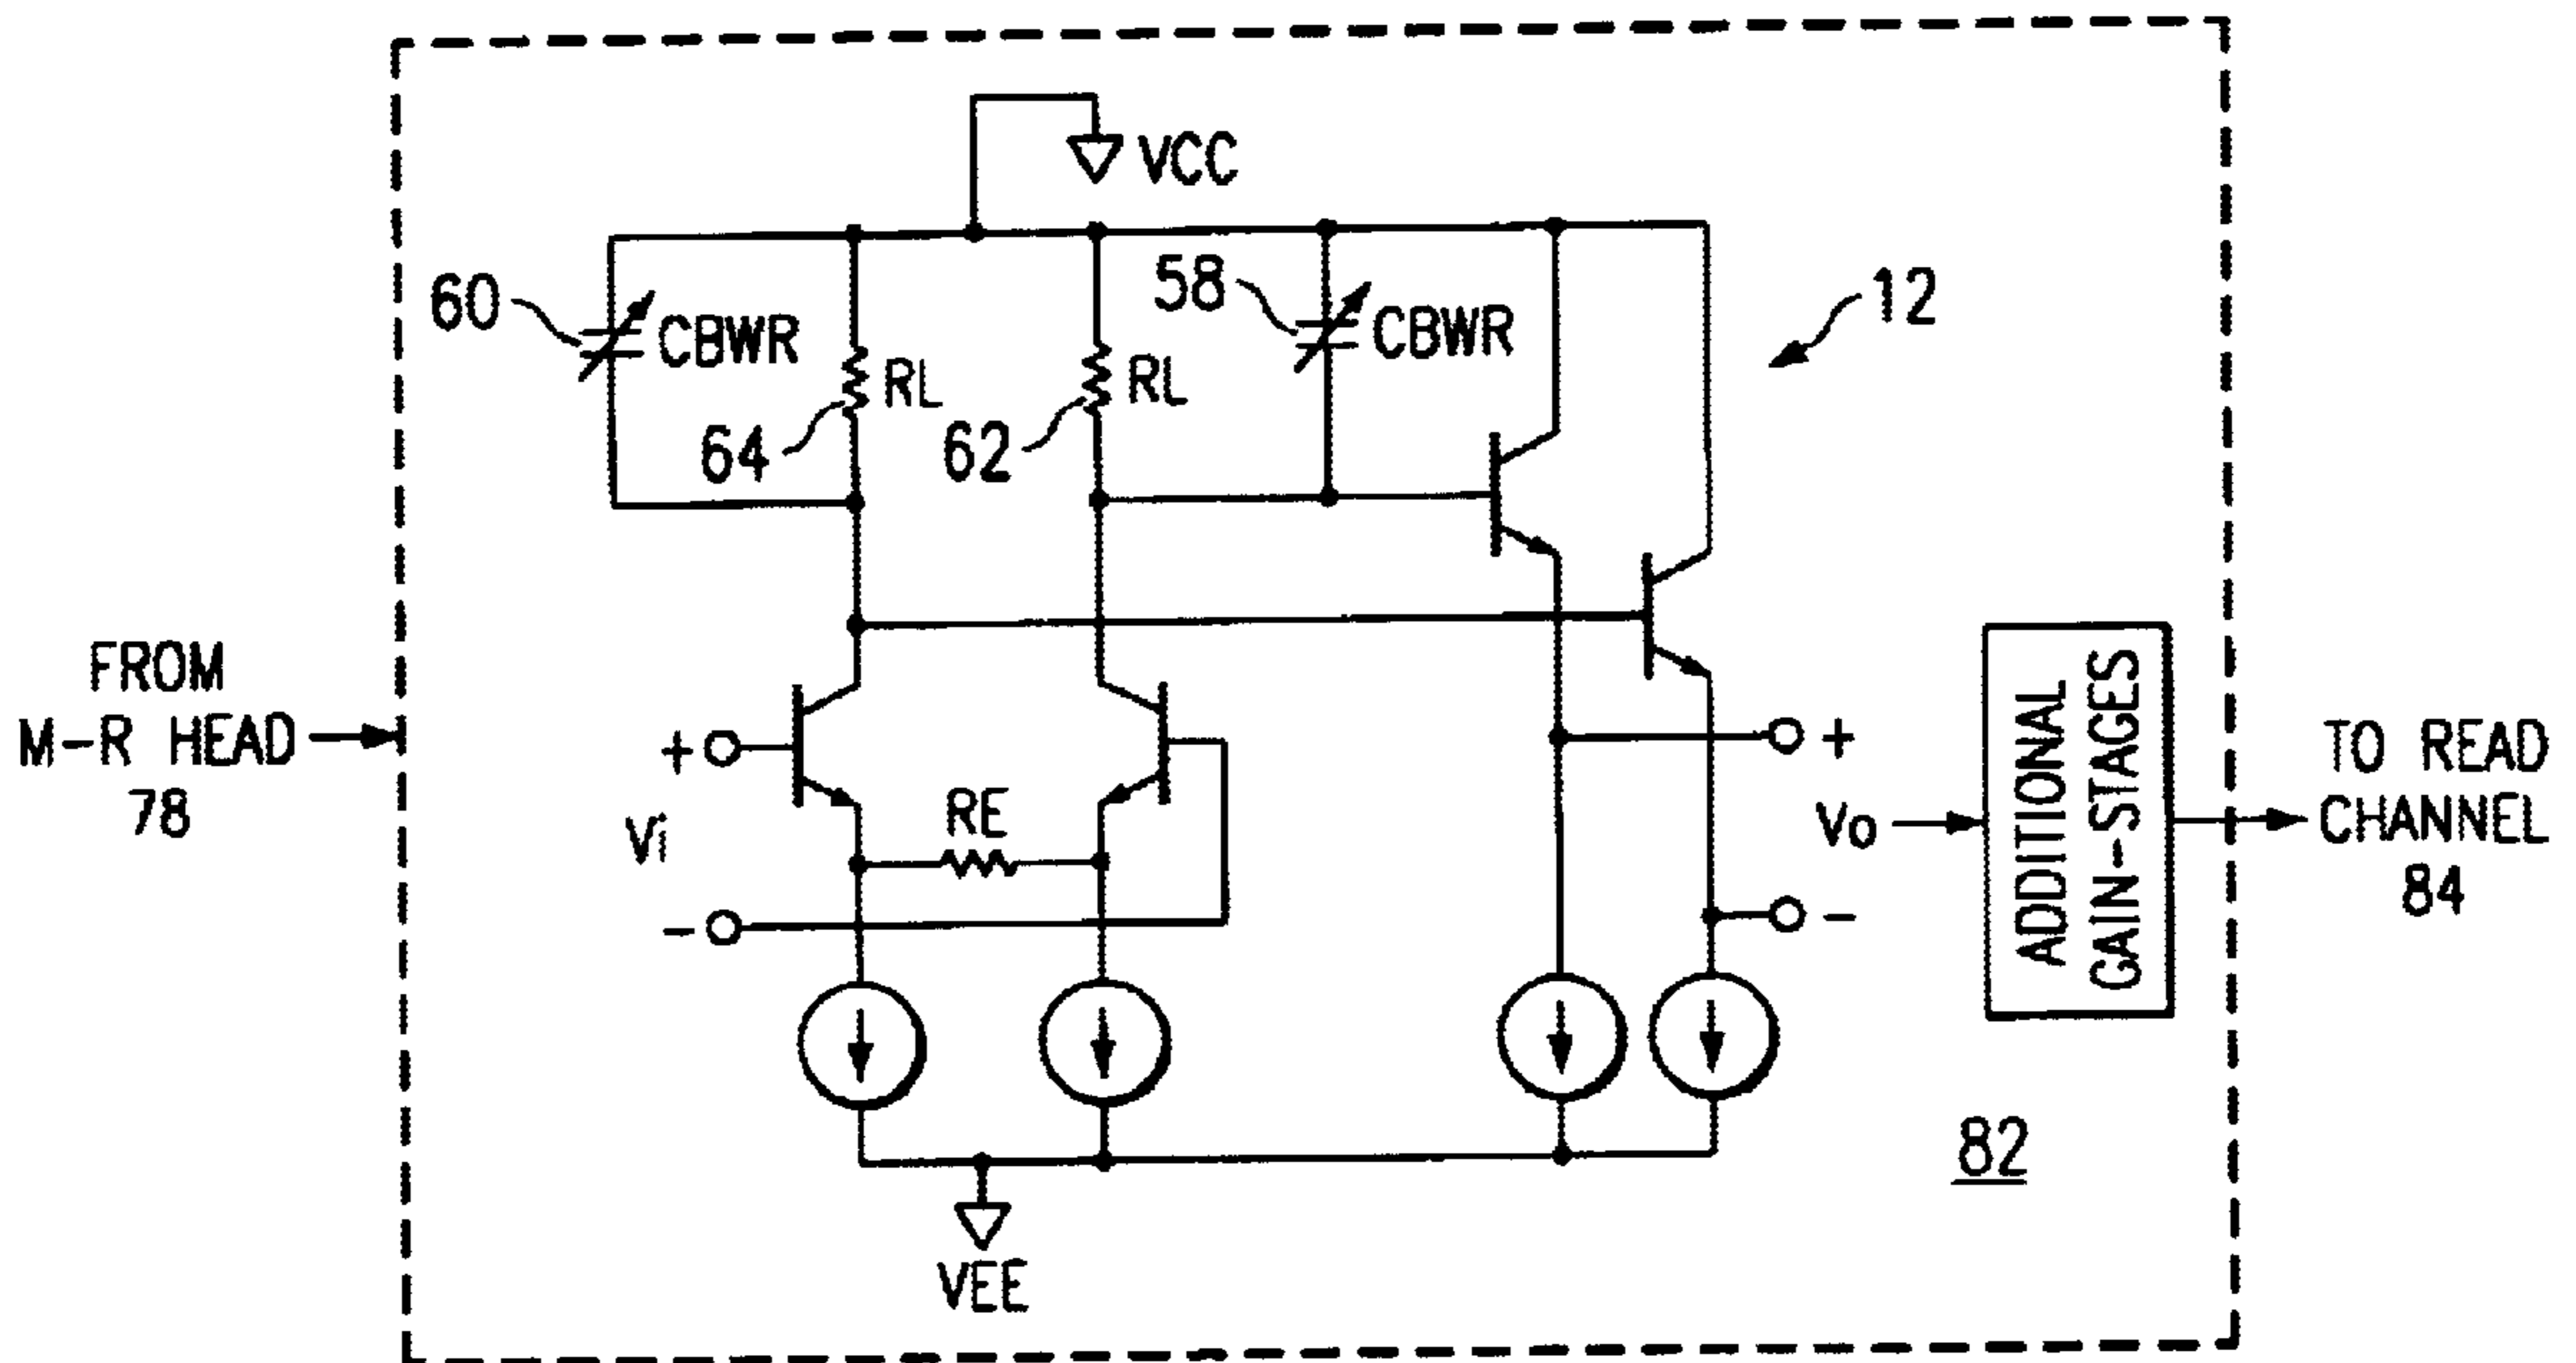 VCC
60
CBWR
58
CBWR
12
RL
RL
64
62
FROM
M-R HEAD
78
+
Vi
-
RE
+
Vo
-
ADDITIONAL
GAIN-STAGES
TO READ
CHANNEL
84
82
VEE